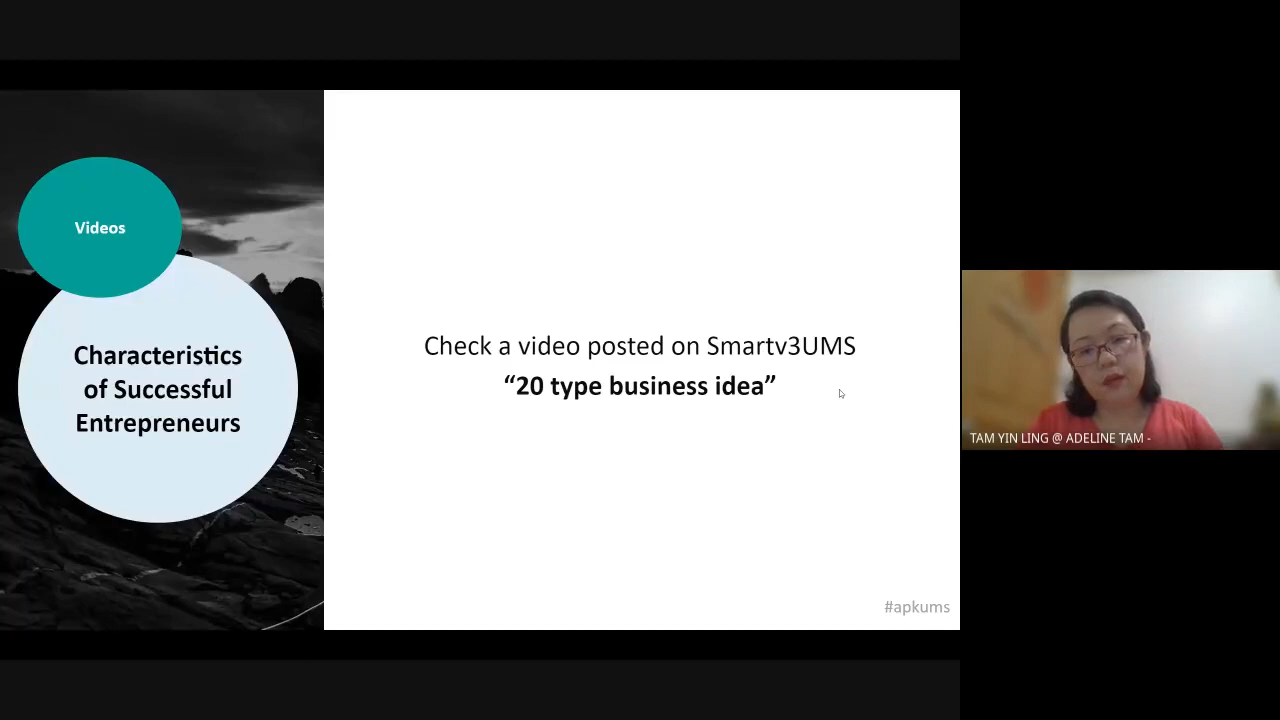 Videos
Characteristics
of Successful
Entrepreneurs
Check a video posted on Smartv3UMS
“20 type business idea”
#apkums
TAM YIN LING @ ADELINE TAM -